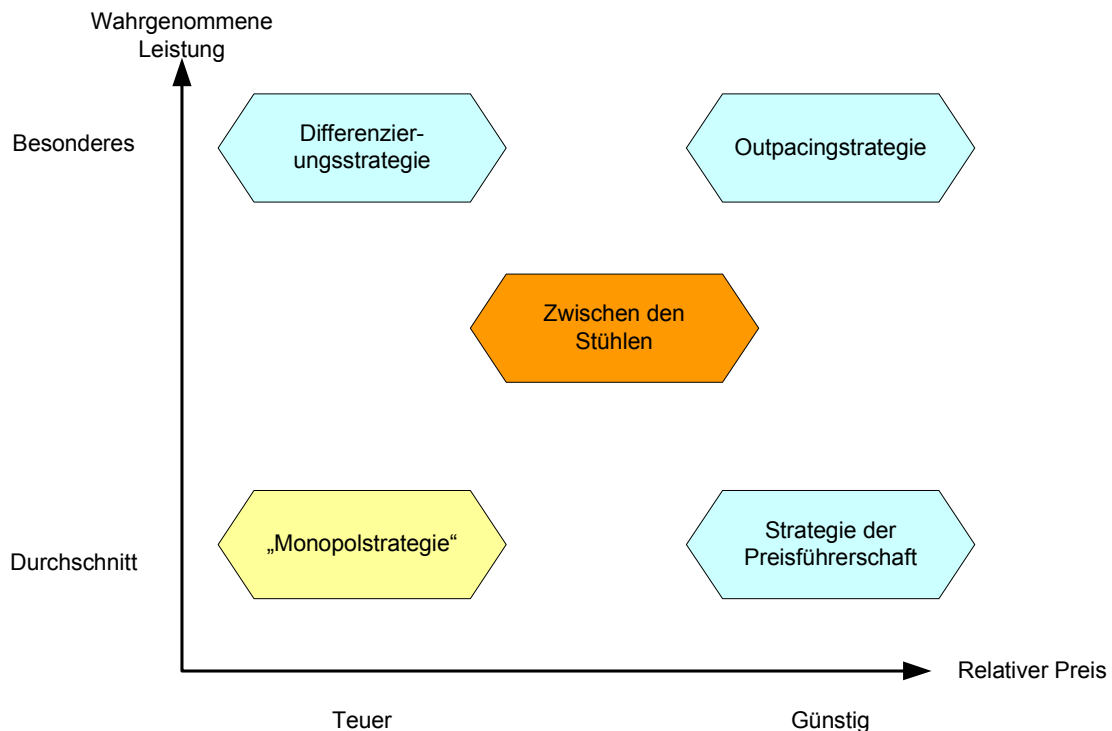 Wahrgenommene
Leistung
Besonderes
Differenzier-
ungsstrategie
Outpacingstrategie
Zwischen den
Stühlen
Durchschnitt
„Monopolstrategie“
Strategie der
Preisführerschaft
Relativer Preis
Teuer
Günstig